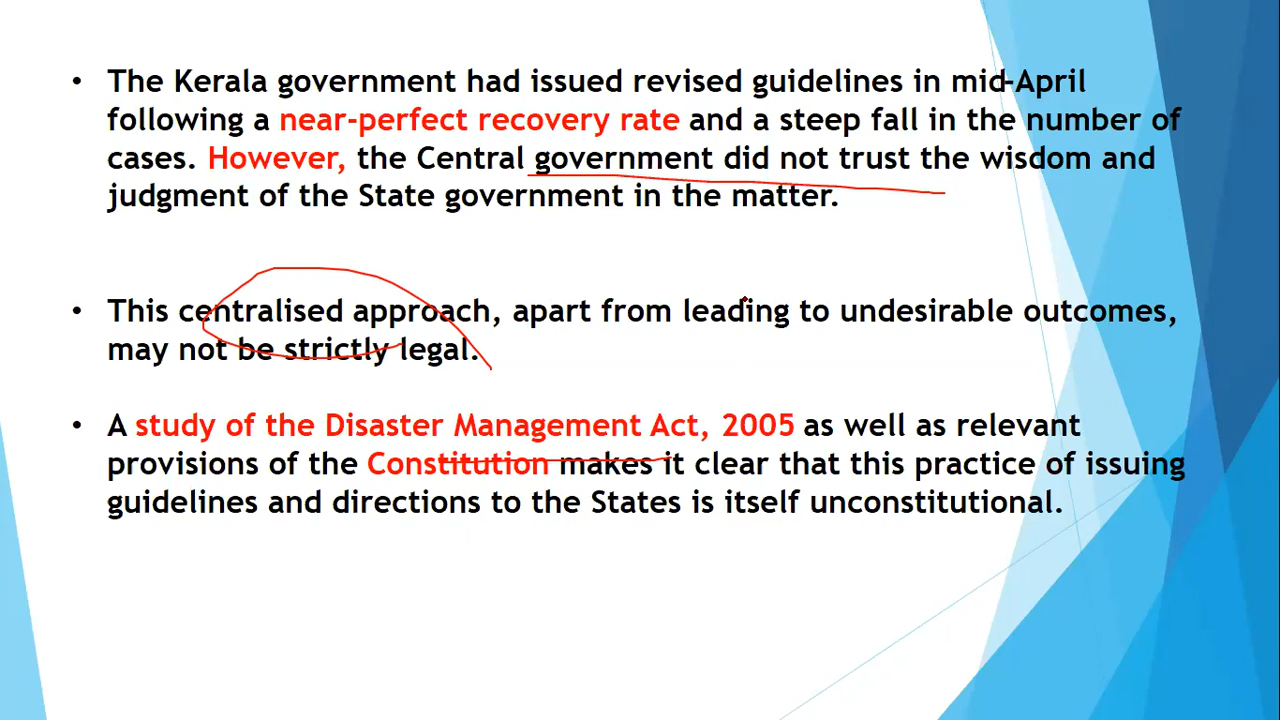 • The Kerala government had issued revised guidelines in mid-April
following a near-perfect recovery rate and a steep fall in the number of
cases. However, the Central government did not trust the wisdom and
judgment of the State government in the matter.
• This centralised approach, apart from leading to undesirable outcomes,
may not be strictly legal.
• A study of the Disaster Management Act, 2005 as well as relevant
provisions of the Constitution makes it clear that this practice of issuing
guidelines and directions to the States is itself unconstitutional.